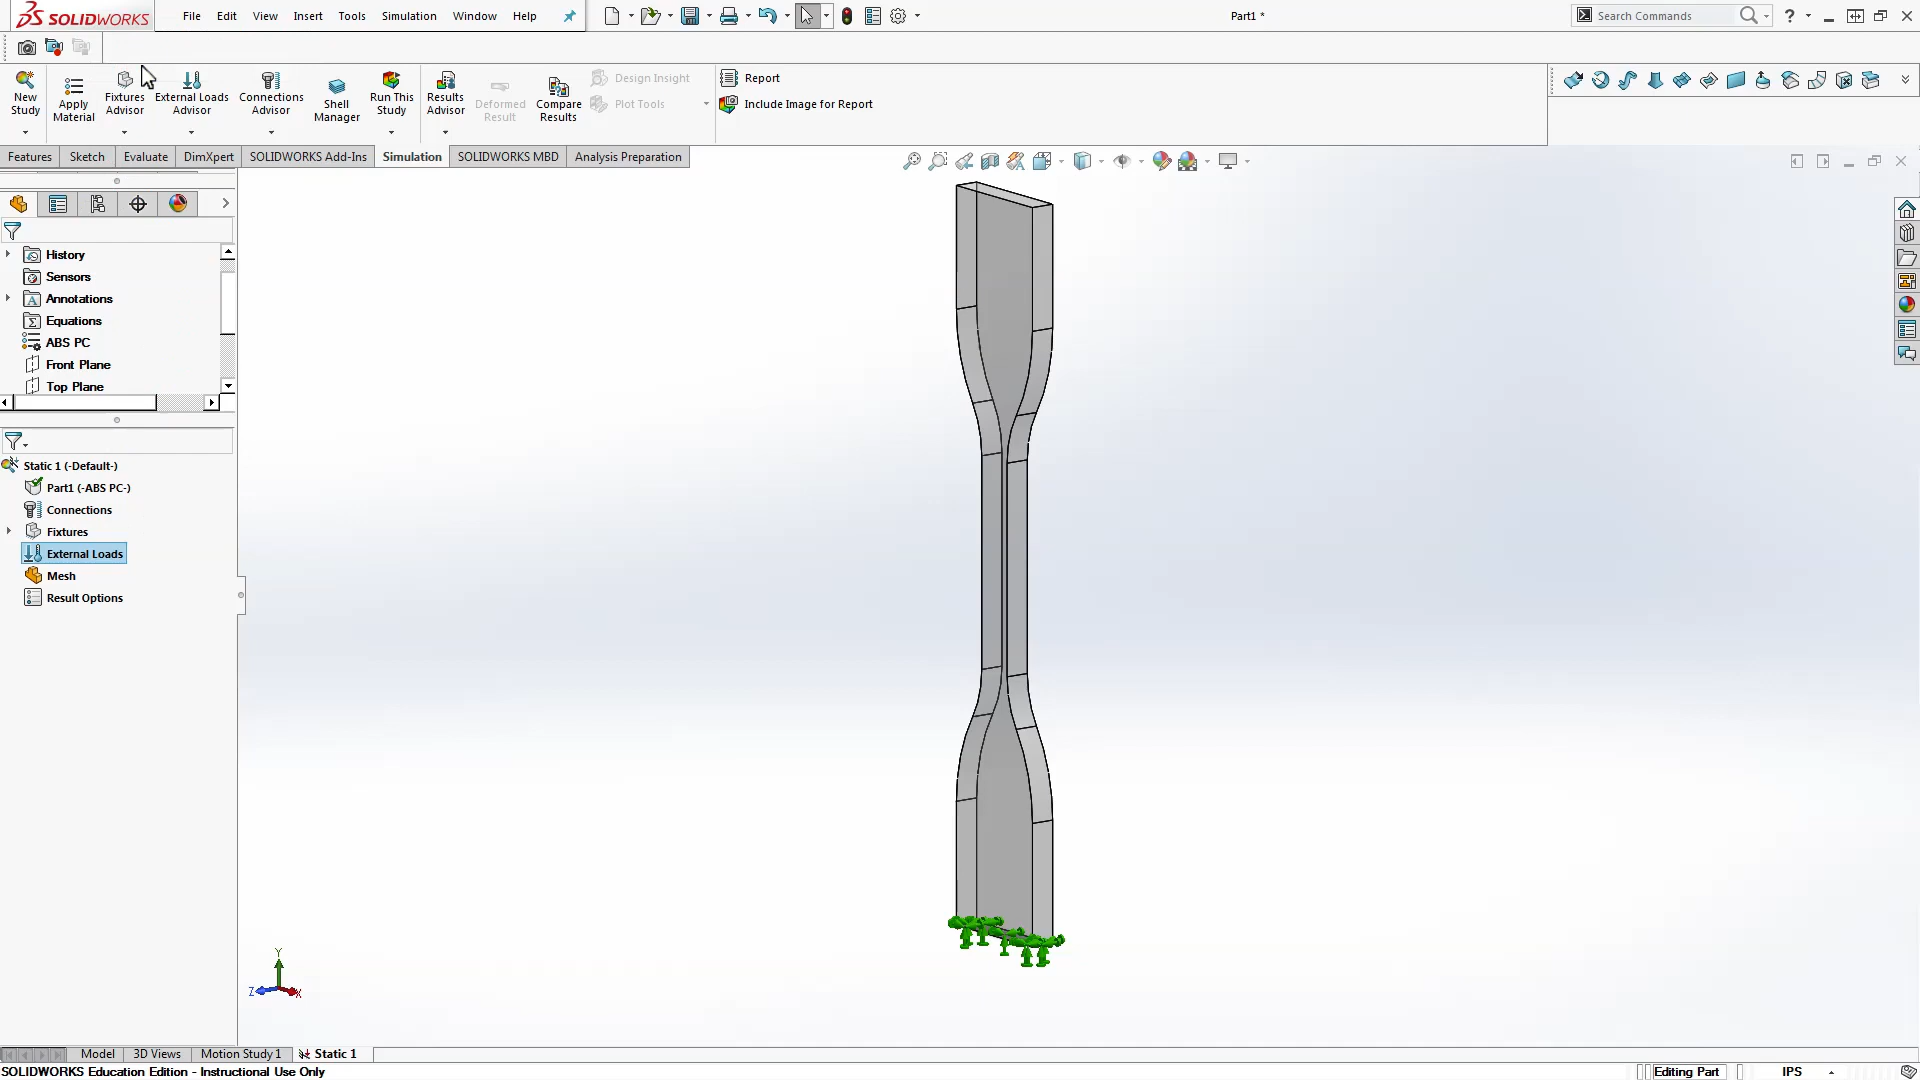 SOLIDWORKS
File Edit View Insert Tools Simulation Window Help
Part1 *
Search Commands
New Study
Apply Material
Fixtures Advisor
External Loads Advisor
Connections Advisor
Shell Manager
Run This Study
Results Advisor
Deformed Result
Compare Results
Design Insight
Plot Tools
Report
Include Image for Report
Features Sketch Evaluate DimXpert SOLIDWORKS Add-Ins Simulation SOLIDWORKS MBD Analysis Preparation
History
Sensors
Annotations
Equations
ABS PC
Front Plane
Top Plane
Static 1 (-Default-)
Part1 (-ABS PC-)
Connections
Fixtures
External Loads
Mesh
Result Options
Y
Z X
Model 3D Views Motion Study 1 Static 1
SOLIDWORKS Education Edition - Instructional Use Only
Editing Part IPS